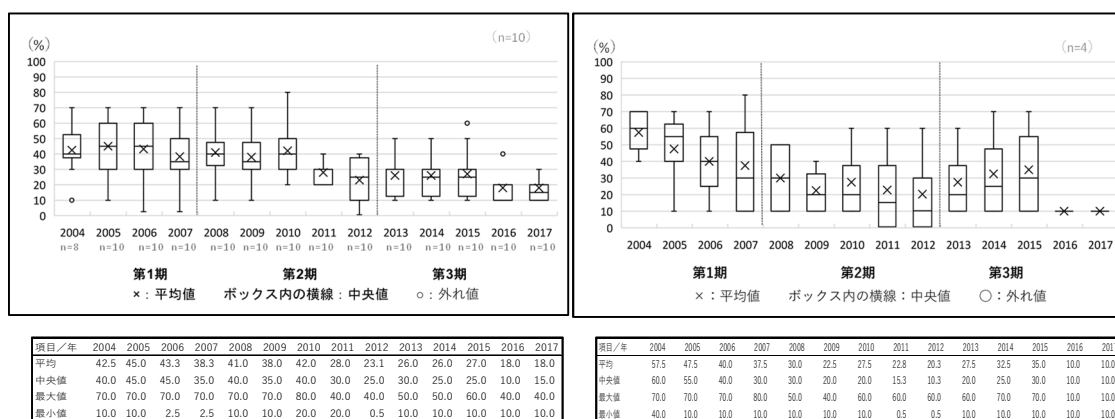 (n=10)
(%)
100
90
80
70
60
50
40
30
20
10
0
2004 2005 2006 2007 2008 2009 2010 2011 2012 2013 2014 2015 2016 2017
n=8 n=10 n=10 n=10 n=10 n=10 n=10 n=10 n=10 n=10 n=10 n=10 n=10 n=10
第1期 第2期 第3期
×：平均値 ボックス内の横線：中央値 ○：外れ値
項目／年 2004 2005 2006 2007 2008 2009 2010 2011 2012 2013 2014 2015 2016 2017
平均 42.5 45.0 43.3 38.3 41.0 38.0 42.0 28.0 23.1 26.0 26.0 27.0 18.0 18.0
中央値 40.0 45.0 45.0 35.0 40.0 35.0 40.0 30.0 25.0 30.0 25.0 25.0 10.0 15.0
最大値 70.0 70.0 70.0 70.0 70.0 70.0 80.0 40.0 40.0 50.0 50.0 60.0 40.0 40.0
最小値 10.0 10.0 2.5 2.5 10.0 10.0 20.0 20.0 0.5 10.0 10.0 10.0 10.0 10.0
(n=4)
(%)
100
90
80
70
60
50
40
30
20
10
0
2004 2005 2006 2007 2008 2009 2010 2011 2012 2013 2014 2015 2016 2017
第1期 第2期 第3期
×：平均値 ボックス内の横線：中央値 ○：外れ値
項目／年 2004 2005 2006 2007 2008 2009 2010 2011 2012 2013 2014 2015 2016 2017
平均 57.5 47.5 40.0 37.5 30.0 22.5 27.5 22.8 20.3 27.5 32.5 35.0 10.0 10.0
中央値 60.0 55.0 40.0 30.0 30.0 20.0 20.0 15.3 10.3 20.0 25.0 30.0 10.0 10.0
最大値 70.0 70.0 70.0 80.0 50.0 40.0 60.0 60.0 60.0 60.0 70.0 70.0 10.0 10.0
最小値 40.0 10.0 10.0 10.0 10.0 10.0 10.0 0.5 0.5 10.0 10.0 10.0 10.0 10.0